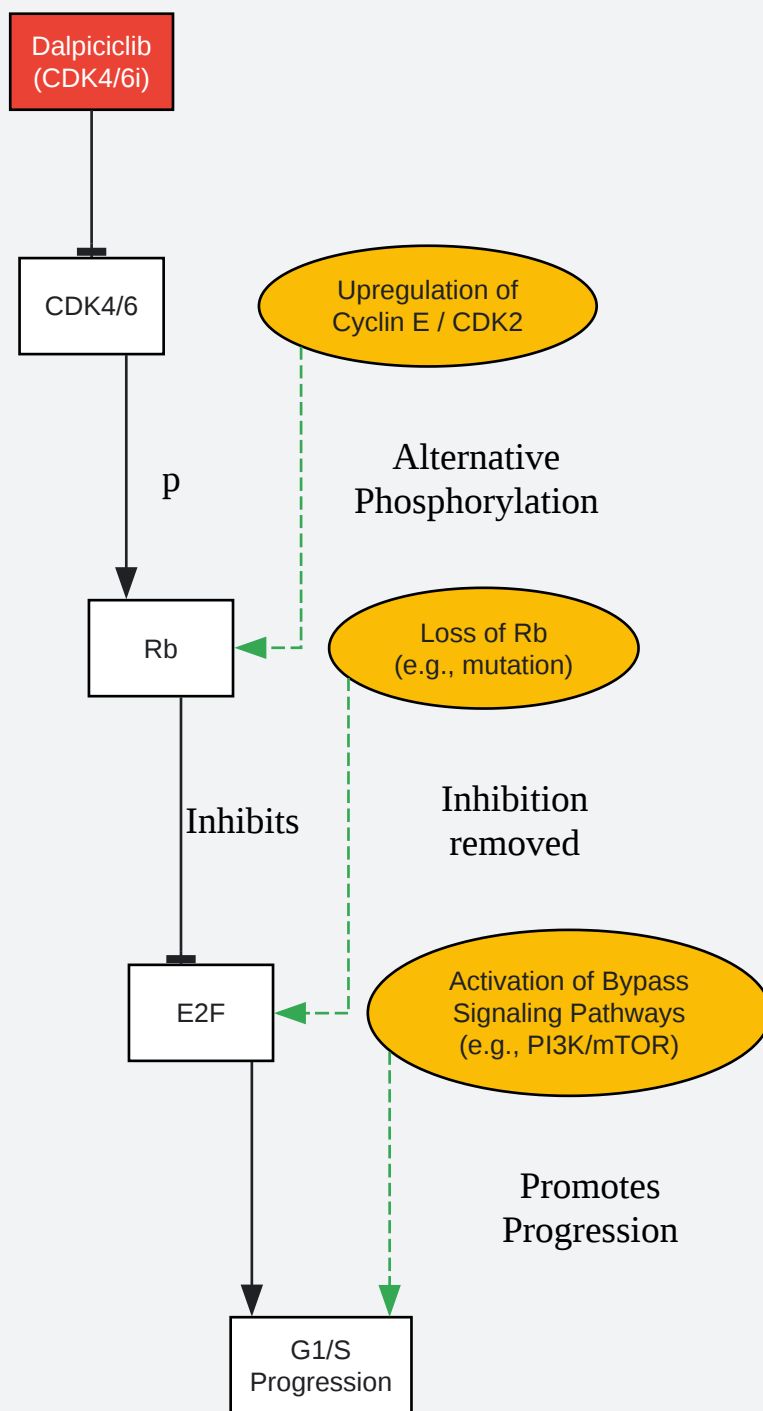 Dalpiciclib
(CDK4/6i)
CDK4/6
Upregulation of
Cyclin E / CDK2
p
Alternative
Phosphorylation
Rb
Loss of Rb
(e.g., mutation)
Inhibits
Inhibition
removed
E2F
Activation of Bypass
Signaling Pathways
(e.g., PI3K/mTOR)
Promotes
Progression
G1/S
Progression